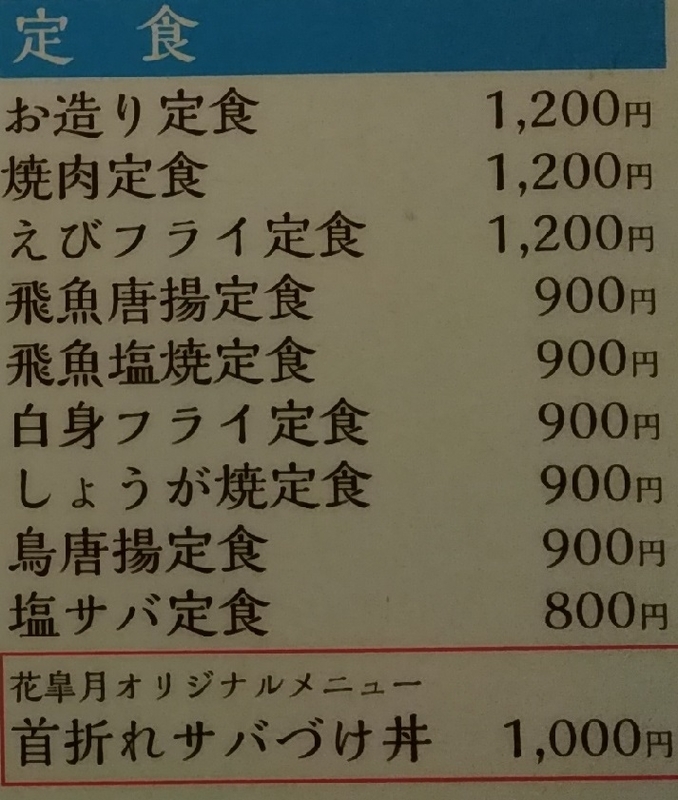 定食
お造り定食 1,200円
焼肉定食 1,200円
えびフライ定食 1,200円
飛魚唐揚定食 900円
飛魚塩焼定食 900円
白身フライ定食 900円
しょうが焼定食 900円
鳥唐揚定食 900円
塩サバ定食 800円
花皐月オリジナルメニュー
首折れサバづけ丼 1,000円